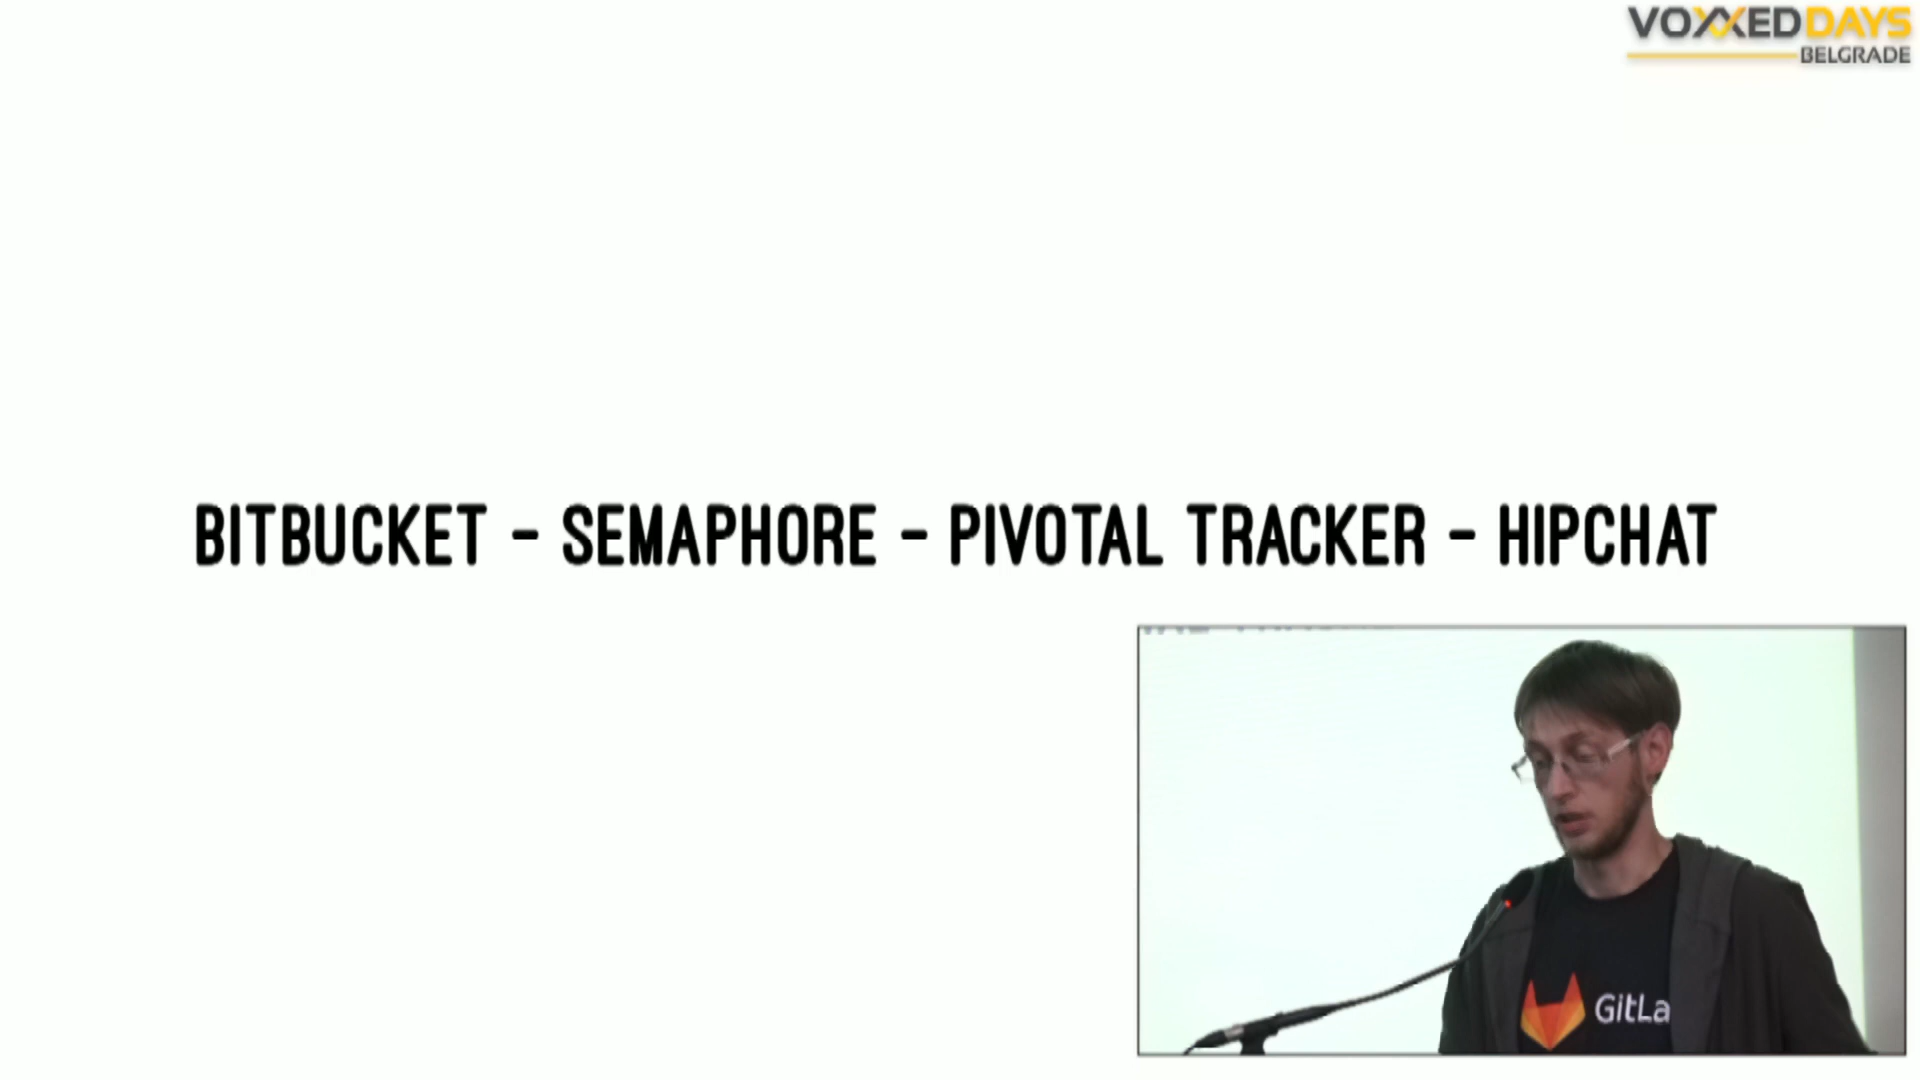 VOXXEDDAYS
BELGRADE
BITBUCKET - SEMAPHORE - PIVOTAL TRACKER - HIPCHAT
GitLa